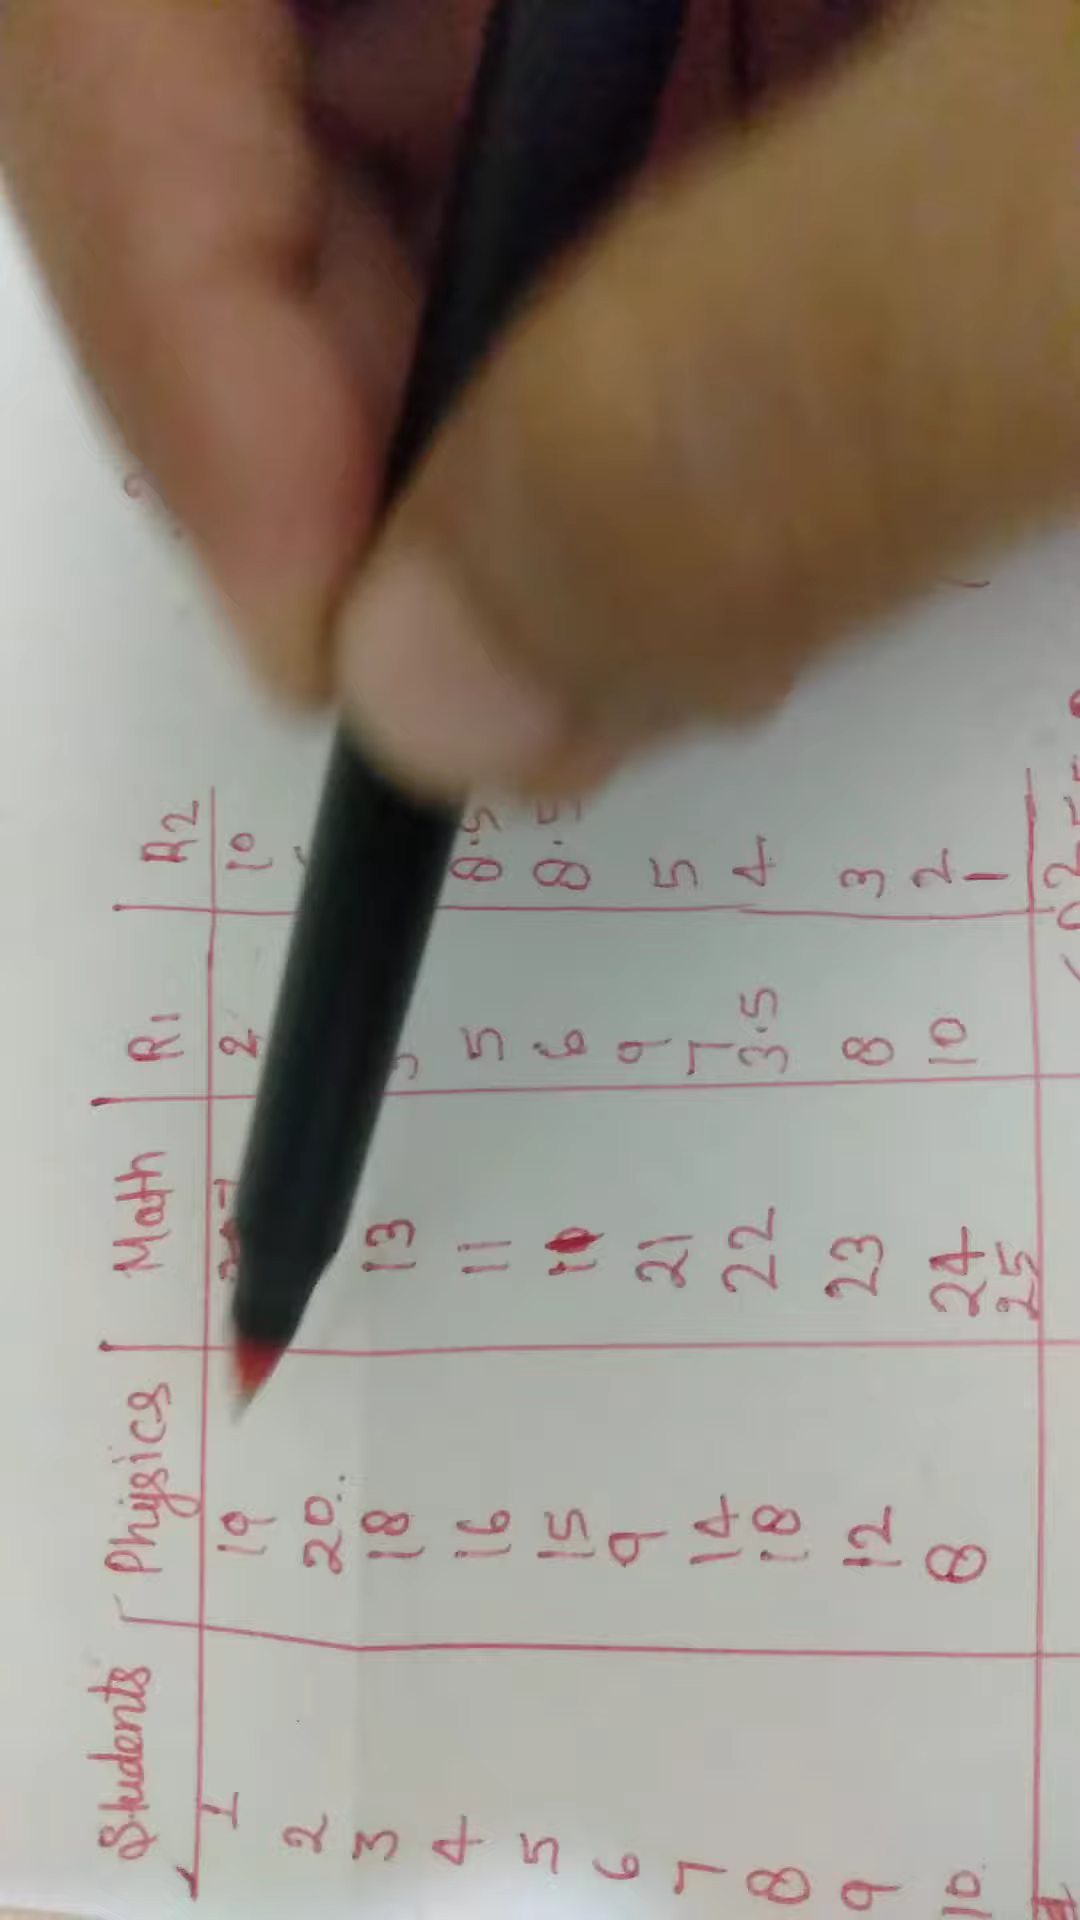 Students Physics Math R1 R2
1 19 2 10
2 20
3 18 13
4 16 11 5 8.5
5 15 6 8.5
6 9 21 9 5
7 14 22 7 4
8 18 23 3.5 3
9 12 24 8 2
10 8 25 10 1